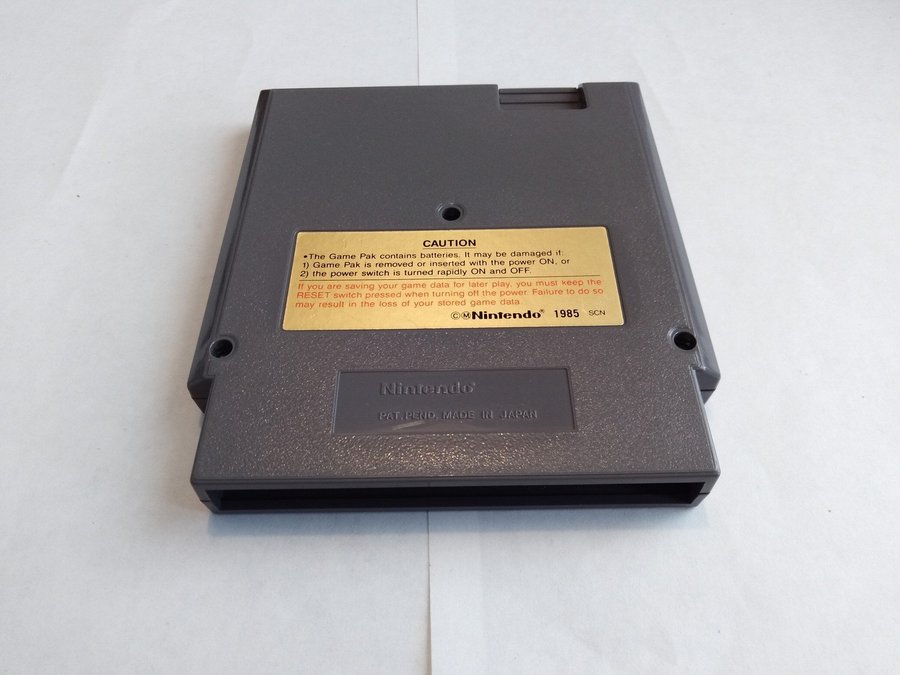 CAUTION
•The Game Pak contains batteries. It may be damaged if:
1) Game Pak is removed or inserted with the power ON, or
2) the power switch is turned rapidly ON and OFF.
If you are saving your game data for later play, you must keep the
RESET switch pressed when turning off the power. Failure to do so
may result in the loss of your stored game data.
©ⓂNintendo® 1985 SCN
Nintendo®
PAT. PEND. MADE IN JAPAN